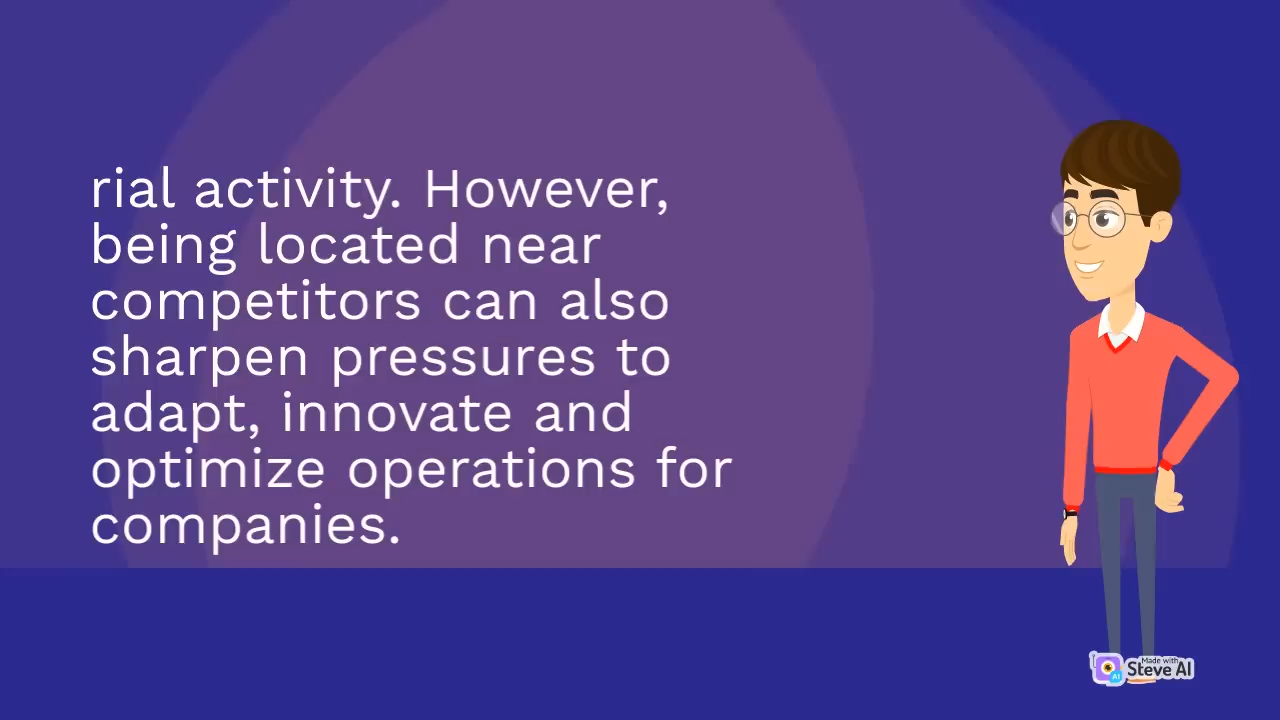 rial activity. However,
being located near
competitors can also
sharpen pressures to
adapt, innovate and
optimize operations for
companies.
Made with
Steve AI
AI